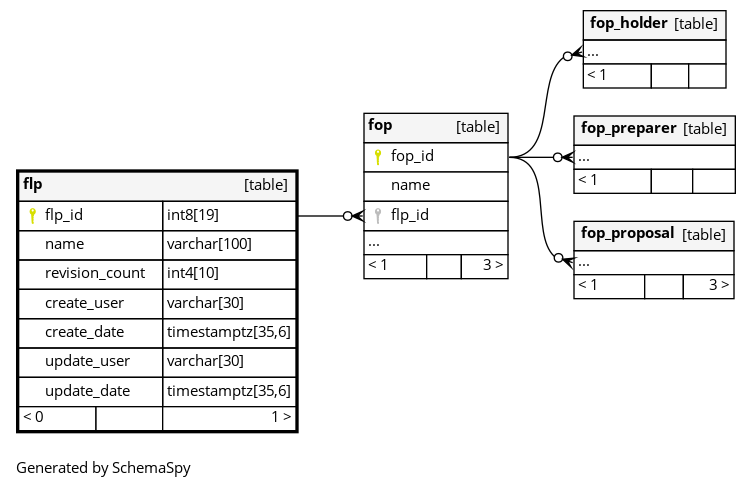 flp [table]
flp_id int8[19]
name varchar[100]
revision_count int4[10]
create_user varchar[30]
create_date timestamptz[35,6]
update_user varchar[30]
update_date timestamptz[35,6]
< 0 1 >
fop [table]
fop_id
name
flp_id
...
< 1 3 >
fop_holder [table]
...
< 1
fop_preparer [table]
...
< 1
fop_proposal [table]
...
< 1 3 >
Generated by SchemaSpy